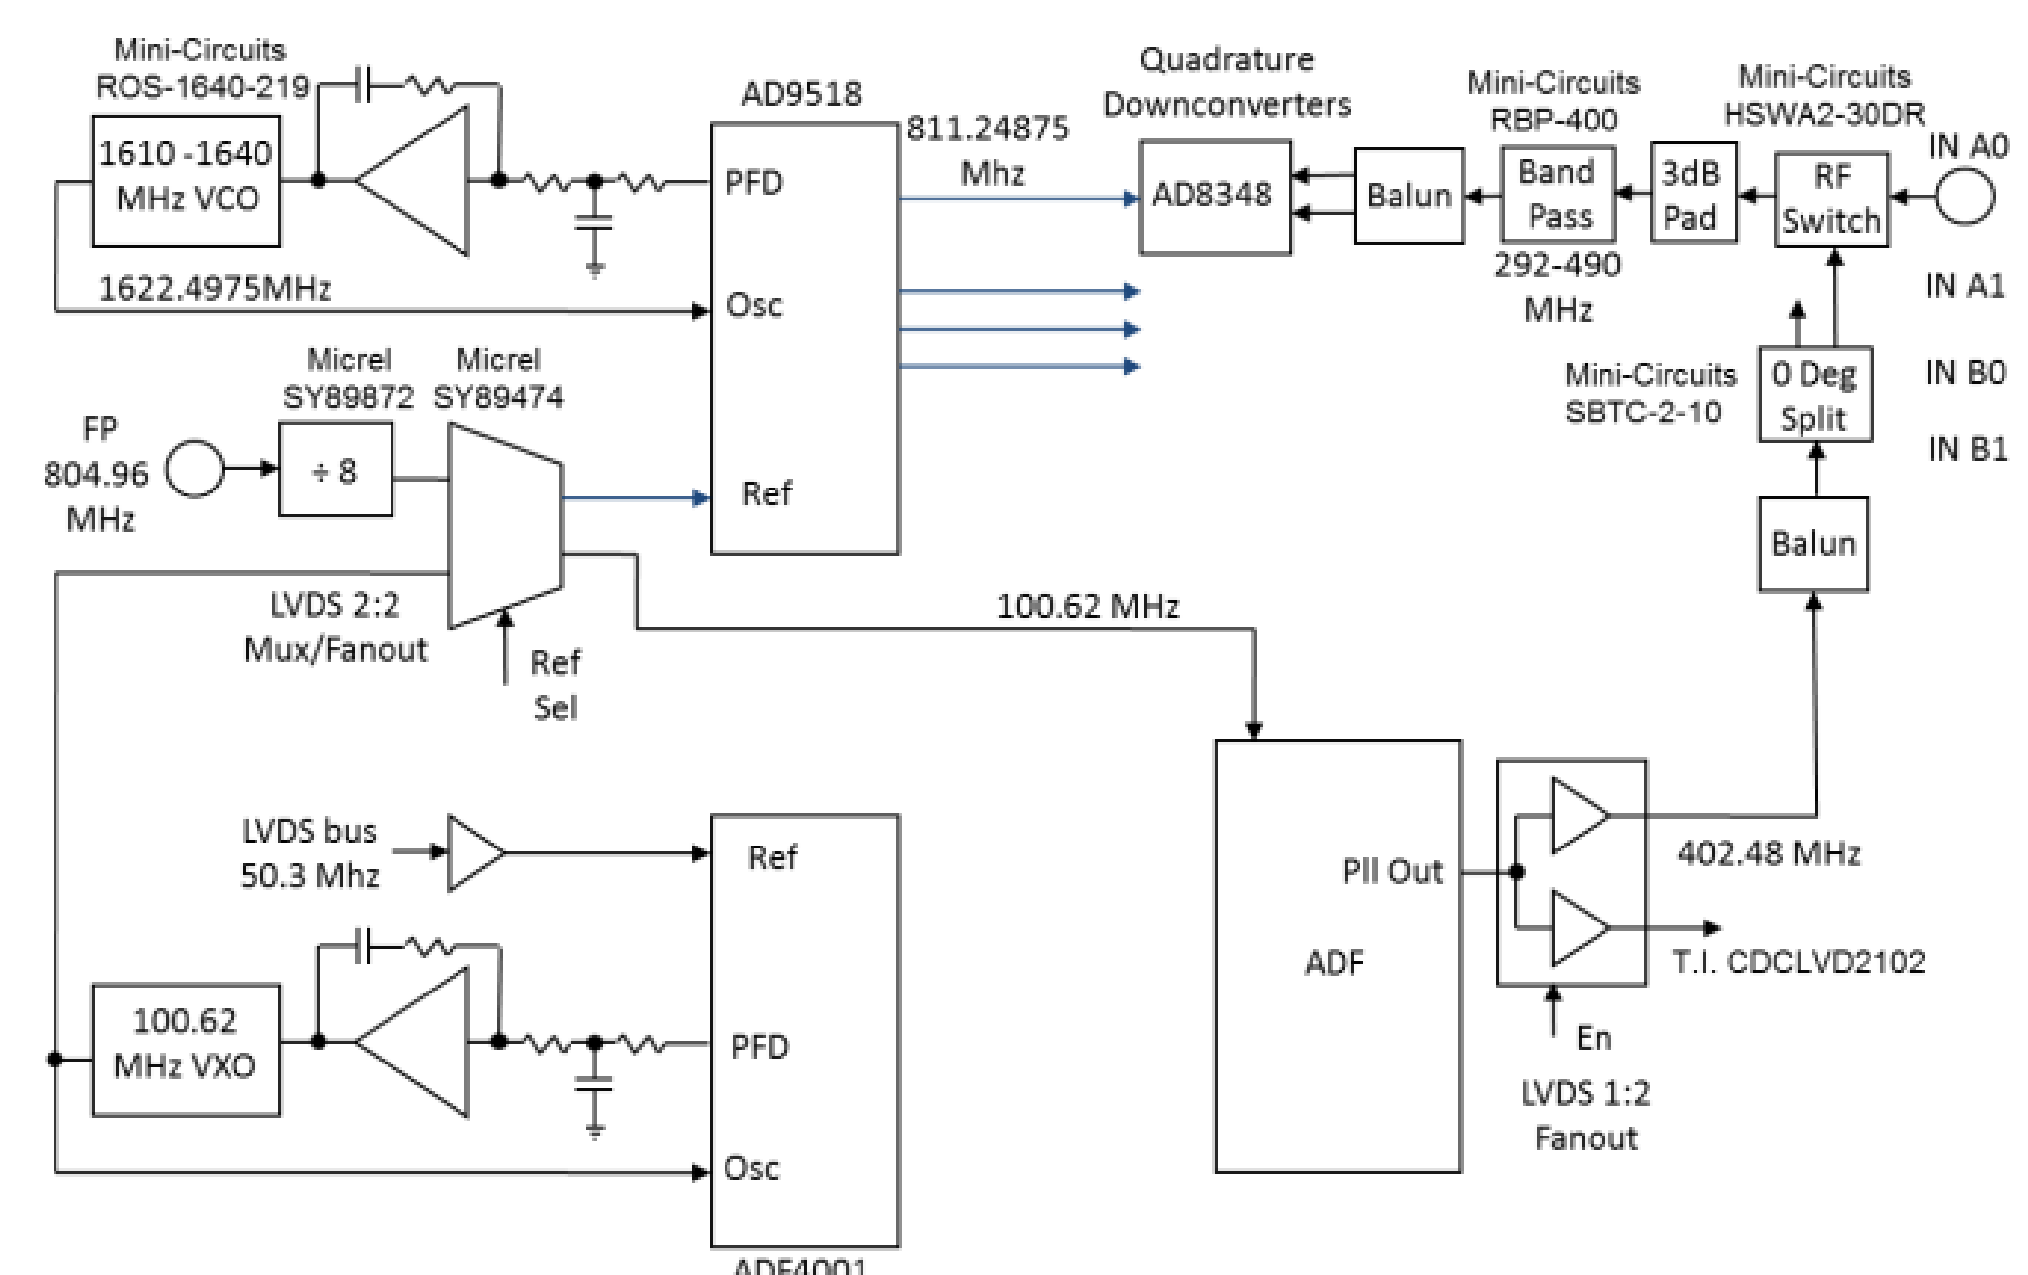 Mini-Circuits
ROS-1640-219
1610 -1640
MHz VCO
1622.4975MHz
AD9518
PFD
Osc
Ref
811.24875
Mhz
Quadrature
Downconverters
AD8348
Balun
Mini-Circuits
RBP-400
Band
Pass
292-490
MHz
3dB
Pad
Mini-Circuits
HSWA2-30DR
RF
Switch
IN A0
IN A1
IN B0
IN B1
Mini-Circuits
SBTC-2-10
0 Deg
Split
Balun
Micrel
SY89872
Micrel
SY89474
FP
804.96
MHz
÷ 8
LVDS 2:2
Mux/Fanout
Ref
Sel
100.62 MHz
LVDS bus
50.3 Mhz
Ref
PFD
Osc
ADF4001
100.62
MHz VXO
Pll Out
ADF
402.48 MHz
T.I. CDCLVD2102
En
LVDS 1:2
Fanout